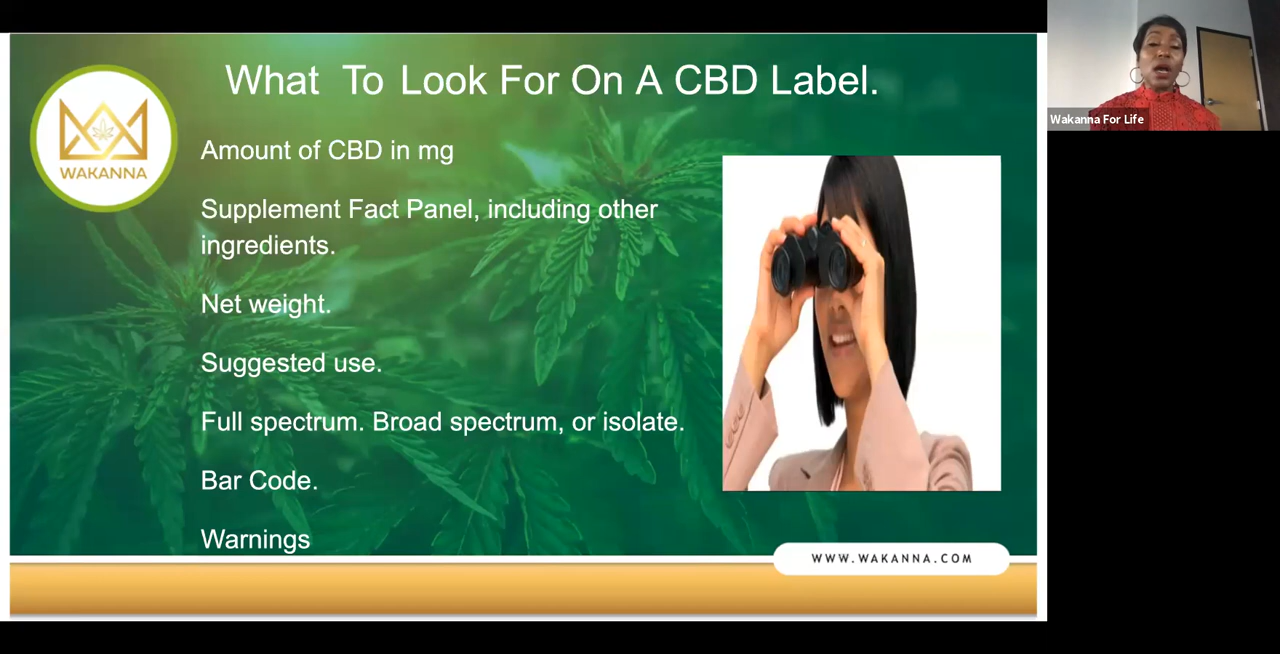 What To Look For On A CBD Label.
WAKANNA
Amount of CBD in mg
Supplement Fact Panel, including other
ingredients.
Net weight.
Suggested use.
Full spectrum. Broad spectrum, or isolate.
Bar Code.
Warnings
WWW.WAKANNA.COM
Wakanna For Life